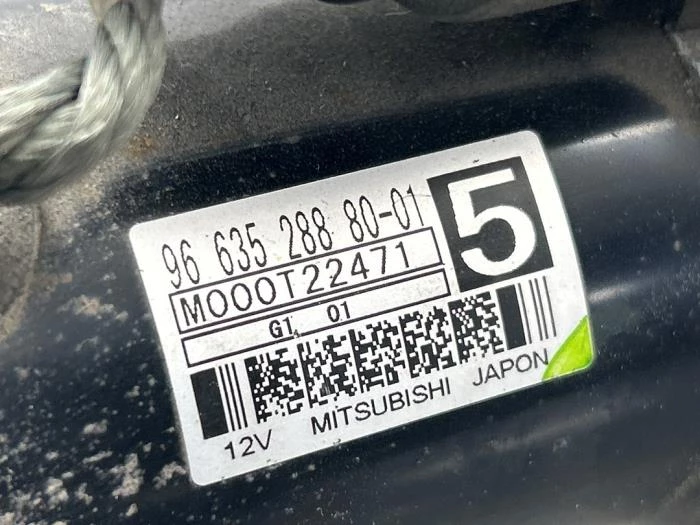 96 635 288 80-01
5
M000T22471
G1, 01
12V MITSUBISHI JAPON